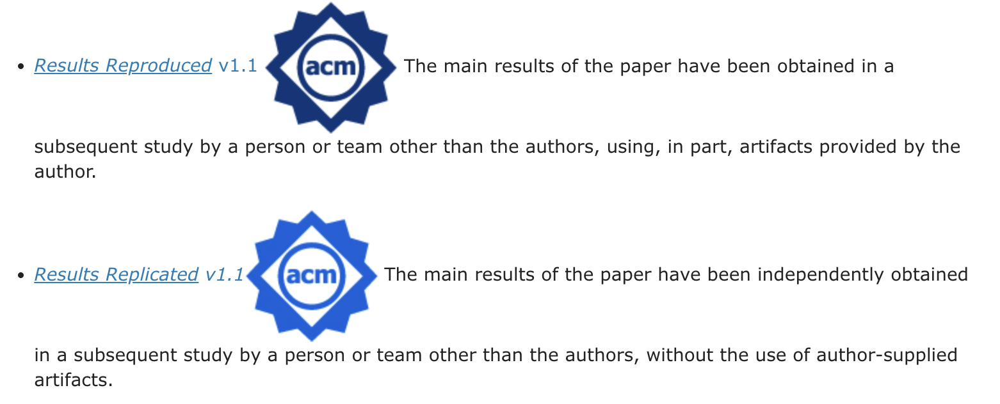 • Results Reproduced v1.1 acm The main results of the paper have been obtained in a
subsequent study by a person or team other than the authors, using, in part, artifacts provided by the
author.
• Results Replicated v1.1 acm The main results of the paper have been independently obtained
in a subsequent study by a person or team other than the authors, without the use of author-supplied
artifacts.